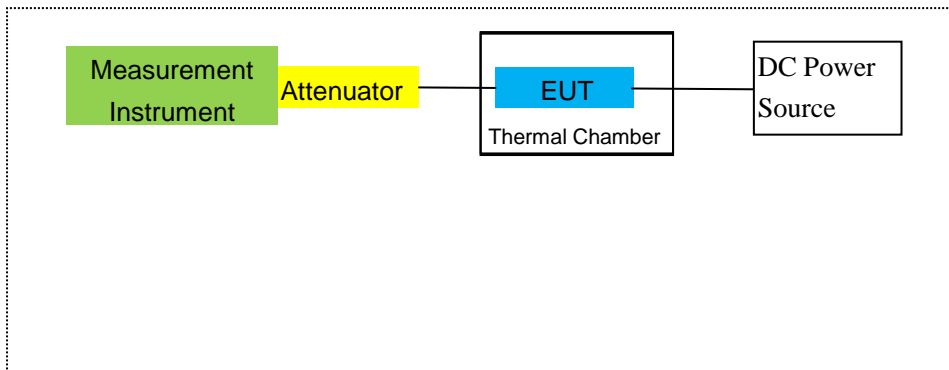 Measurement
Instrument
Attenuator
EUT
Thermal Chamber
DC Power
Source